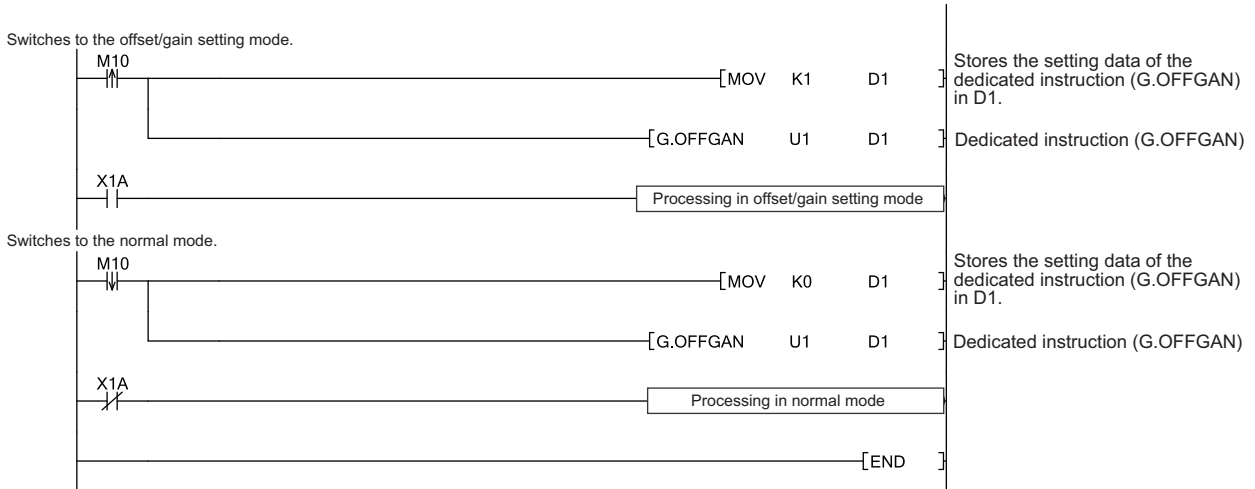 Switches to the offset/gain setting mode.
M10
MOV K1 D1
Stores the setting data of the
dedicated instruction (G.OFFGAN)
in D1.
G.OFFGAN U1 D1
Dedicated instruction (G.OFFGAN)
X1A
Processing in offset/gain setting mode
Switches to the normal mode.
M10
MOV K0 D1
Stores the setting data of the
dedicated instruction (G.OFFGAN)
in D1.
G.OFFGAN U1 D1
Dedicated instruction (G.OFFGAN)
X1A
Processing in normal mode
END